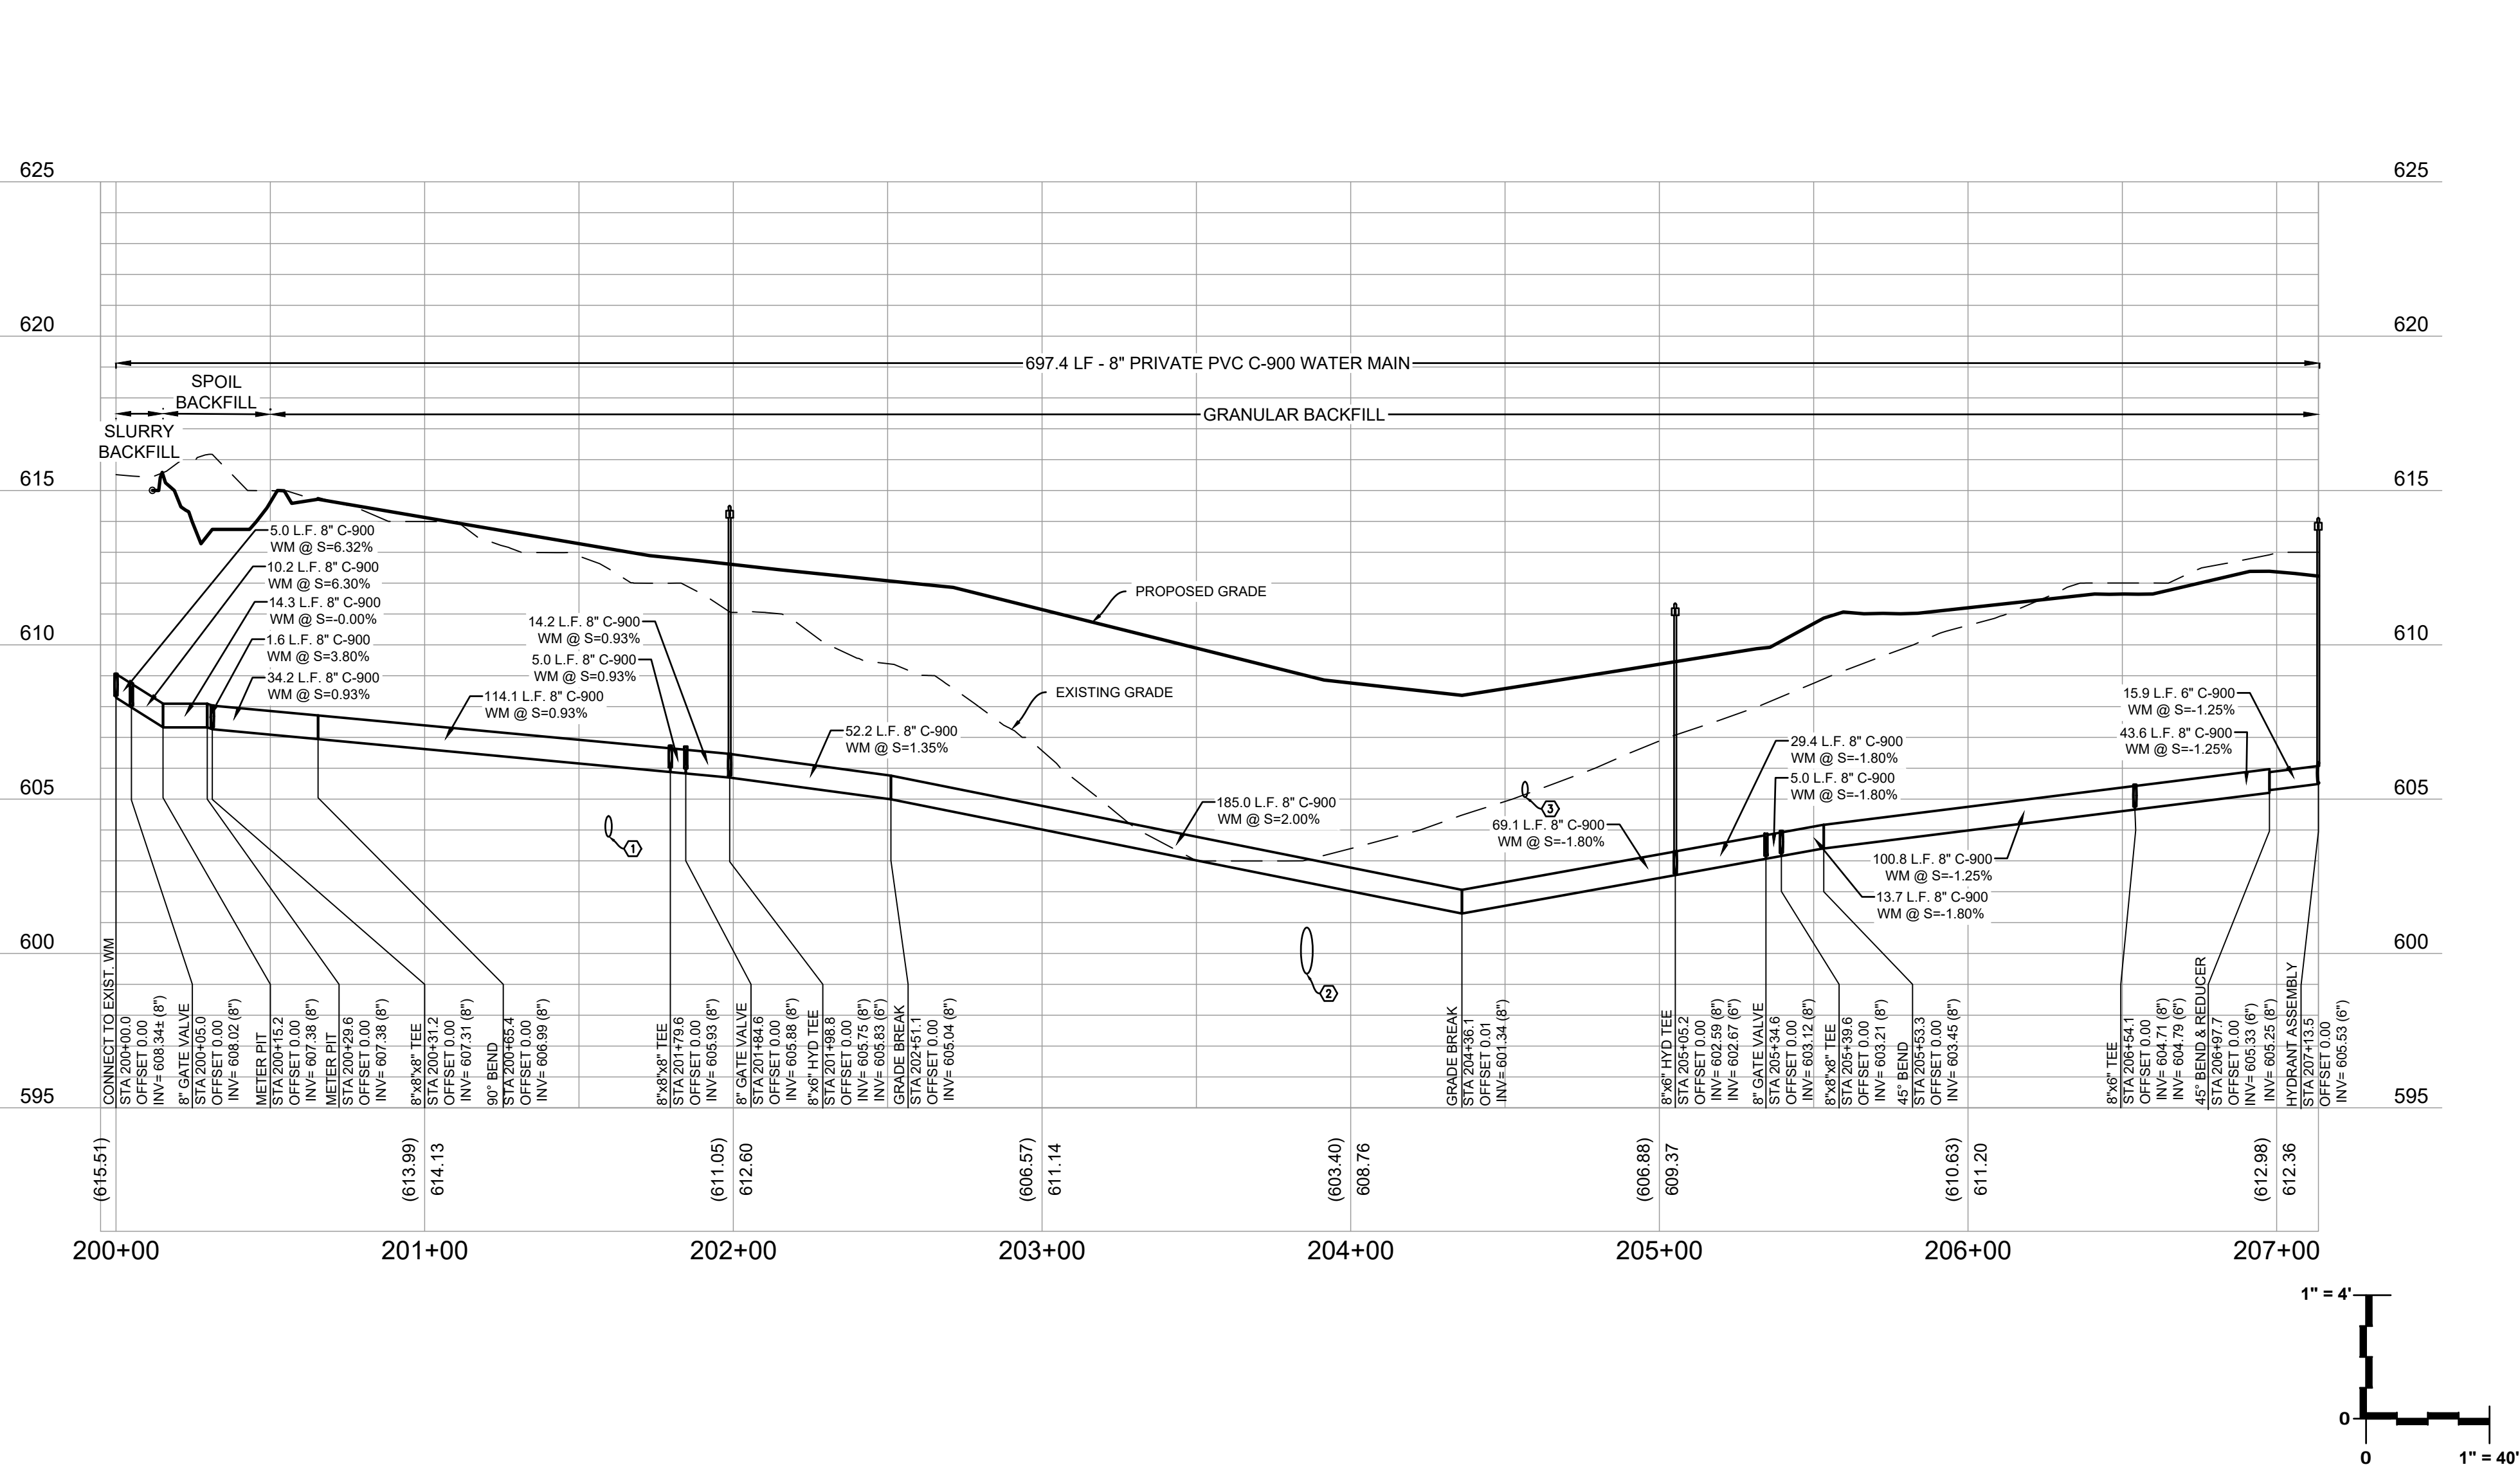 625
625
620
620
697.4 LF - 8" PRIVATE PVC C-900 WATER MAIN
SPOIL
BACKFILL
GRANULAR BACKFILL
SLURRY
BACKFILL
615
615
5.0 L.F. 8" C-900
WM @ S=6.32%
10.2 L.F. 8" C-900
WM @ S=6.30%
14.3 L.F. 8" C-900
WM @ S=-0.00%
1.6 L.F. 8" C-900
WM @ S=3.80%
34.2 L.F. 8" C-900
WM @ S=0.93%
114.1 L.F. 8" C-900
WM @ S=0.93%
14.2 L.F. 8" C-900
WM @ S=0.93%
5.0 L.F. 8" C-900
WM @ S=0.93%
52.2 L.F. 8" C-900
WM @ S=1.35%
PROPOSED GRADE
EXISTING GRADE
610
610
185.0 L.F. 8" C-900
WM @ S=2.00%
69.1 L.F. 8" C-900
WM @ S=-1.80%
29.4 L.F. 8" C-900
WM @ S=-1.80%
5.0 L.F. 8" C-900
WM @ S=-1.80%
100.8 L.F. 8" C-900
WM @ S=-1.25%
13.7 L.F. 8" C-900
WM @ S=-1.80%
15.9 L.F. 6" C-900
WM @ S=-1.25%
43.6 L.F. 8" C-900
WM @ S=-1.25%
605
605
1
2
3
600
600
CONNECT TO EXIST. WM
STA 200+00.0
OFFSET 0.00
INV= 608.34± (8")
8" GATE VALVE
STA 200+05.0
OFFSET 0.00
INV= 608.02 (8")
METER PIT
STA 200+15.2
OFFSET 0.00
INV= 607.38 (8")
METER PIT
STA 200+29.6
OFFSET 0.00
INV= 607.38 (8")
8"x8"x8" TEE
STA 200+31.2
OFFSET 0.00
INV= 607.31 (8")
90° BEND
STA 200+65.4
OFFSET 0.00
INV= 606.99 (8")
8"x8"x8" TEE
STA 201+79.6
OFFSET 0.00
INV= 605.93 (8")
8" GATE VALVE
STA 201+84.6
OFFSET 0.00
INV= 605.88 (8")
8"x6" HYD TEE
STA 201+98.8
OFFSET 0.00
INV= 605.75 (8")
INV= 605.83 (6")
GRADE BREAK
STA 202+51.1
OFFSET 0.00
INV= 605.04 (8")
GRADE BREAK
STA 204+36.1
OFFSET 0.01
INV= 601.34 (8")
8"x6" HYD TEE
STA 205+05.2
OFFSET 0.00
INV= 602.59 (8")
INV= 602.67 (6")
8" GATE VALVE
STA 205+34.6
OFFSET 0.00
INV= 603.12 (8")
8"x8"x8" TEE
STA 205+39.6
OFFSET 0.00
INV= 603.21 (8")
45° BEND
STA 205+53.3
OFFSET 0.00
INV= 603.45 (8")
8"x6" TEE
STA 206+54.1
OFFSET 0.00
INV= 604.71 (8")
INV= 604.79 (6")
45° BEND & REDUCER
STA 206+97.7
OFFSET 0.00
INV= 605.33 (6")
INV= 605.25 (8")
HYDRANT ASSEMBLY
STA 207+13.5
OFFSET 0.00
INV= 605.53 (6")
595
595
(615.51)
(613.99)
614.13
(611.05)
612.60
(606.57)
611.14
(603.40)
608.76
(606.88)
609.37
(610.63)
611.20
(612.98)
612.36
200+00
201+00
202+00
203+00
204+00
205+00
206+00
207+00
1" = 4'
0
0
1" = 40'